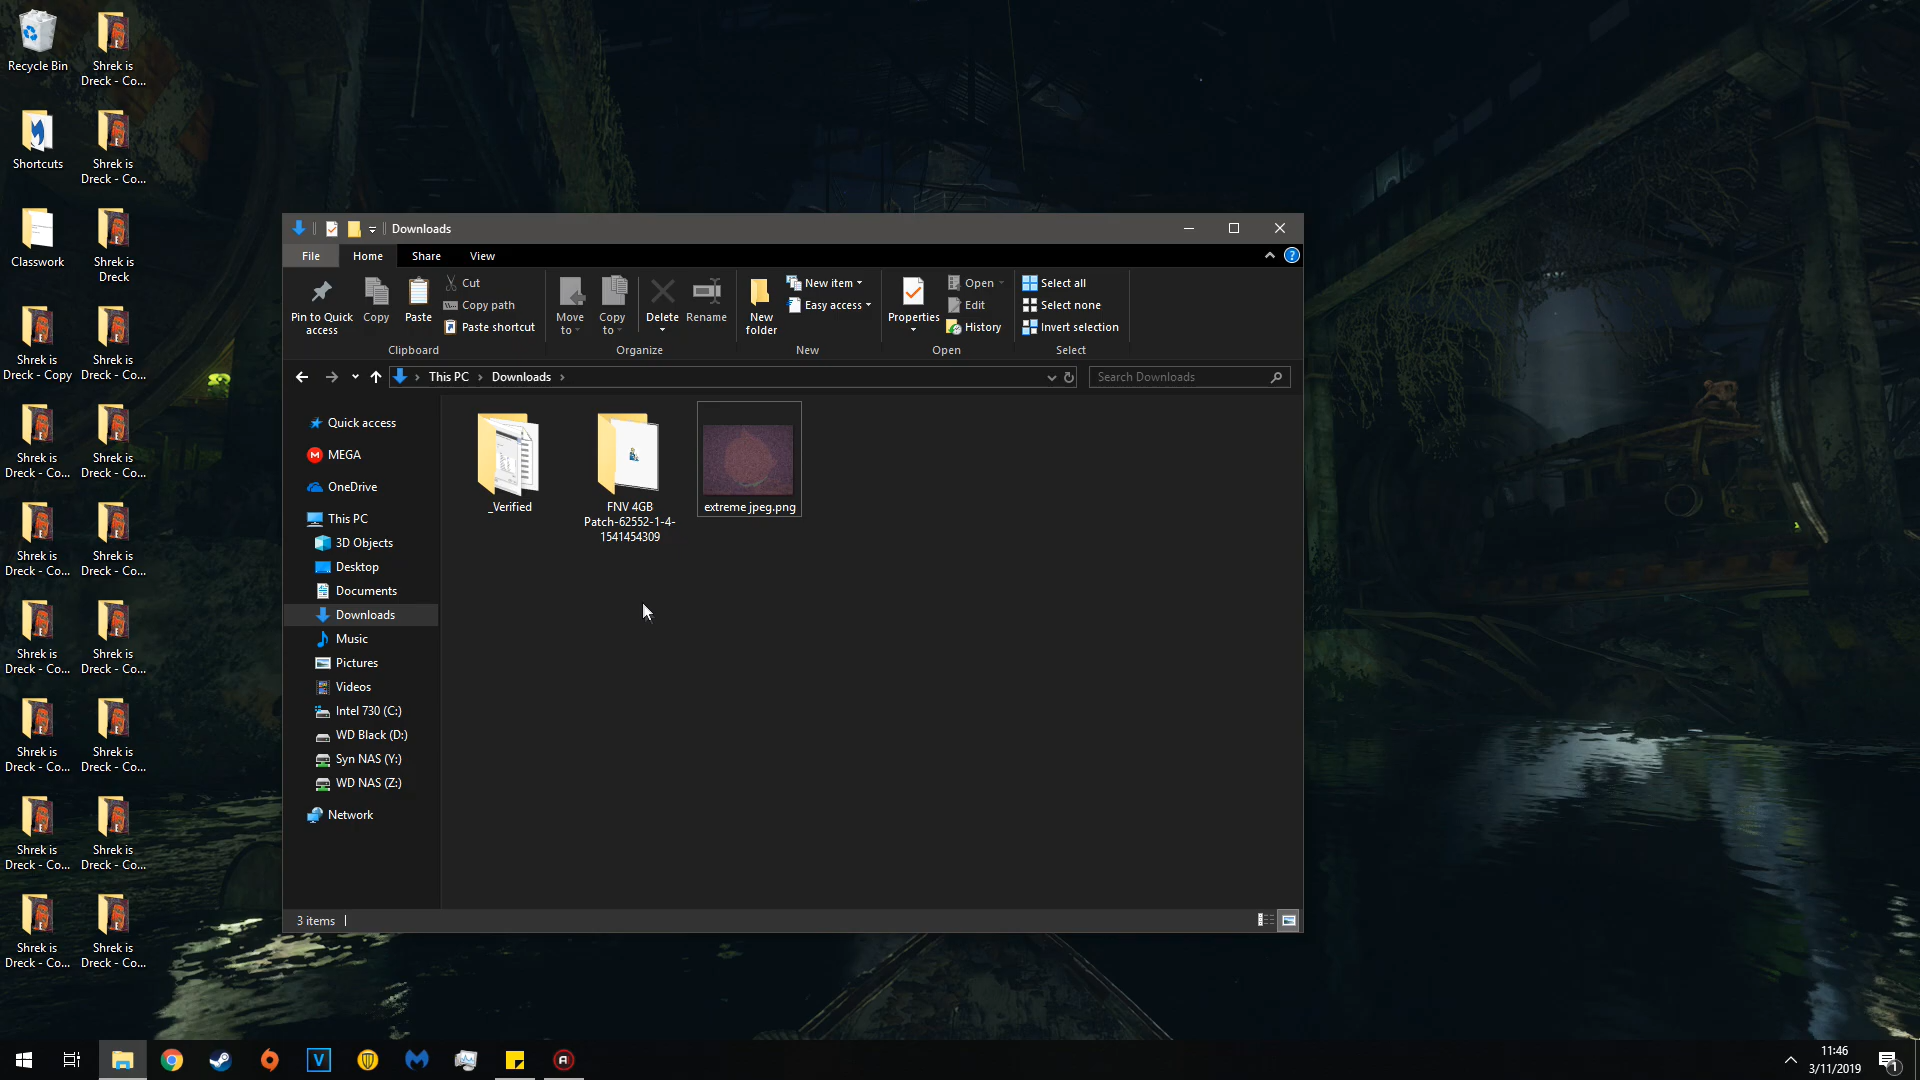 Recycle Bin
Shrek is
Dreck - Co...
Shortcuts
Shrek is
Dreck - Co...
Classwork
Shrek is
Dreck
Shrek is
Dreck - Copy
Shrek is
Dreck - Co...
Shrek is
Dreck - Co...
Shrek is
Dreck - Co...
Shrek is
Dreck - Co...
Shrek is
Dreck - Co...
Shrek is
Dreck - Co...
Shrek is
Dreck - Co...
Shrek is
Dreck - Co...
Shrek is
Dreck - Co...
Shrek is
Dreck - Co...
Shrek is
Dreck - Co...
Shrek is
Dreck - Co...
Shrek is
Dreck - Co...
Downloads
File Home Share View
Pin to Quick
access
Copy
Paste
Cut
Copy path
Paste shortcut
Clipboard
Move
to
Copy
to
Delete
Rename
Organize
New
folder
New item
Easy access
New
Properties
Open
Edit
History
Open
Select all
Select none
Invert selection
Select
This PC Downloads
Search Downloads
Quick access
MEGA
OneDrive
This PC
3D Objects
Desktop
Documents
Downloads
Music
Pictures
Videos
Intel 730 (C:)
WD Black (D:)
Syn NAS (Y:)
WD NAS (Z:)
Network
_Verified
FNV 4GB
Patch-62552-1-4-
1541454309
extreme jpeg.png
3 items
11:46
3/11/2019
1